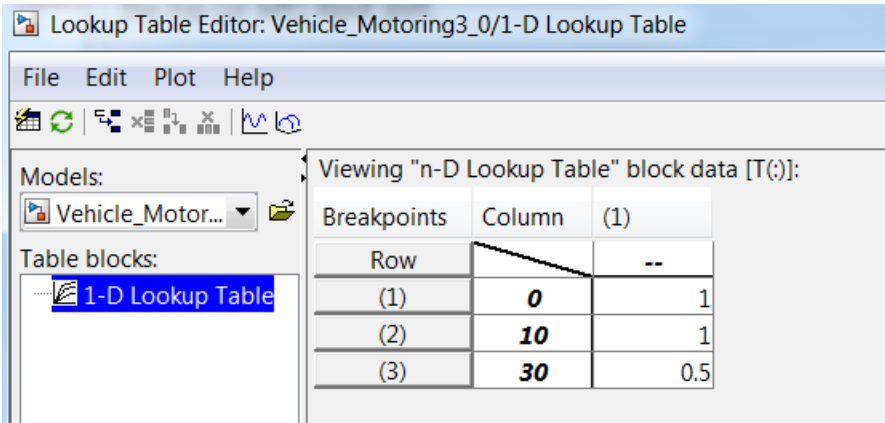 Lookup Table Editor: Vehicle_Motoring3_0/1-D Lookup Table
File Edit Plot Help
Models:
Vehicle_Motor...
Table blocks:
1-D Lookup Table
Viewing "n-D Lookup Table" block data [T(:)]:
Breakpoints Column (1)
Row --
(1) 0 1
(2) 10 1
(3) 30 0.5